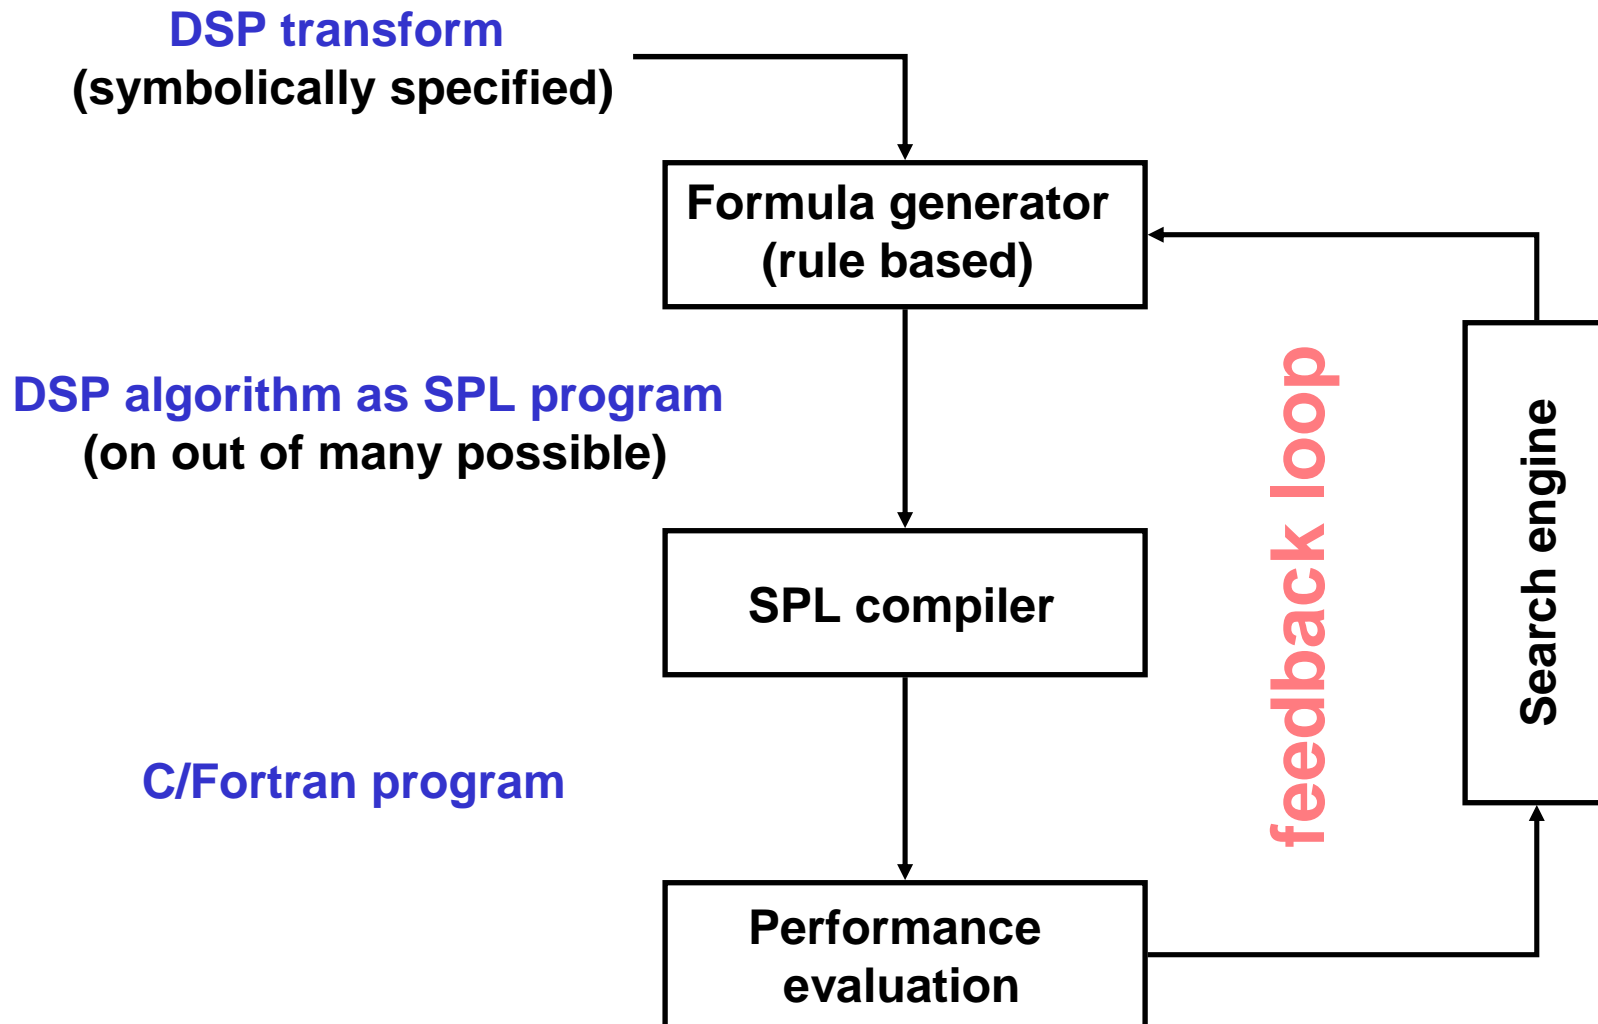 DSP transform
(symbolically specified)
Formula generator
(rule based)
DSP algorithm as SPL program
(on out of many possible)
SPL compiler
C/Fortran program
Performance
evaluation
feedback loop
Search engine